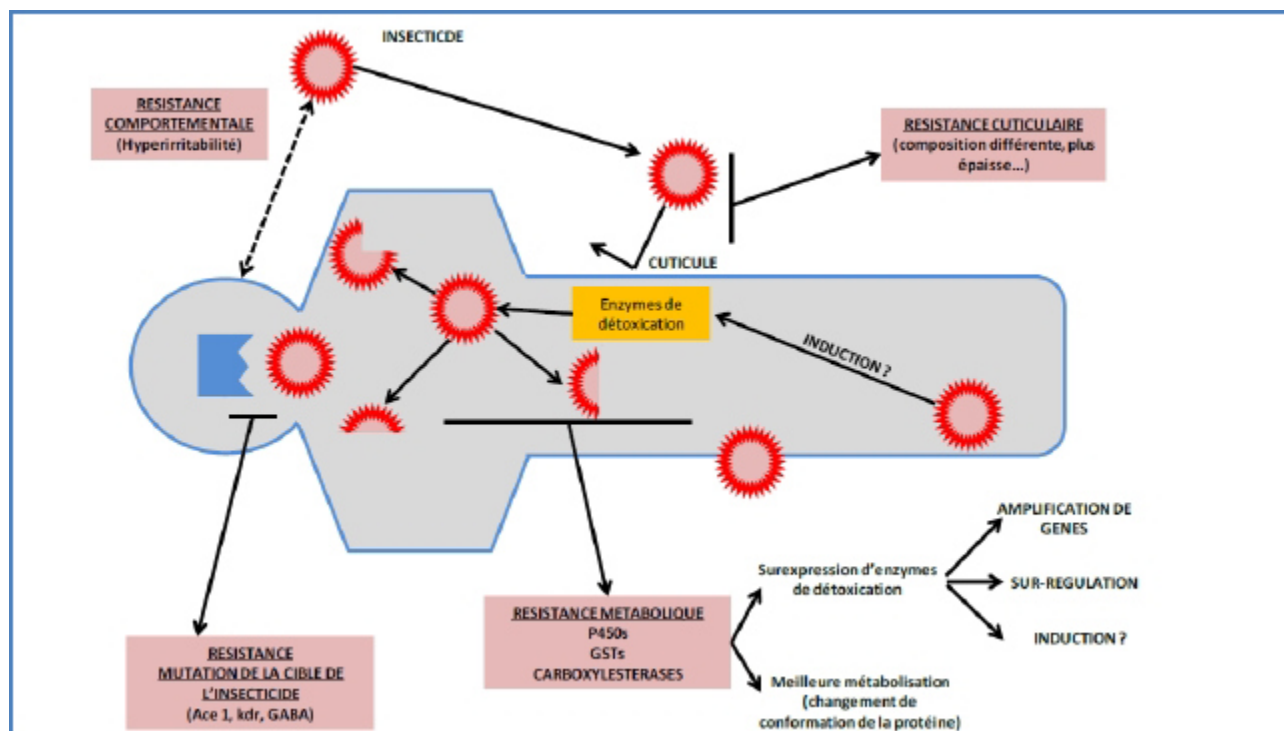 INSECTICDE
RESISTANCE
COMPORTEMENTALE
(Hyperirritabilité)
RESISTANCE CUTICULAIRE
(composition différente, plus
épaisse...)
CUTICULE
Enzymes de
détoxication
INDUCTION ?
AMPLIFICATION DE
GENES
Surexpression d'enzymes
de détoxication
SUR-REGULATION
INDUCTION ?
RESISTANCE METABOLIQUE
P450s
GSTs
CARBOXYLESTERASES
Meilleure métabolisation
(changement de
conformation de la protéine)
RESISTANCE
MUTATION DE LA CIBLE DE
L'INSECTICIDE
(Ace 1, kdr, GABA)